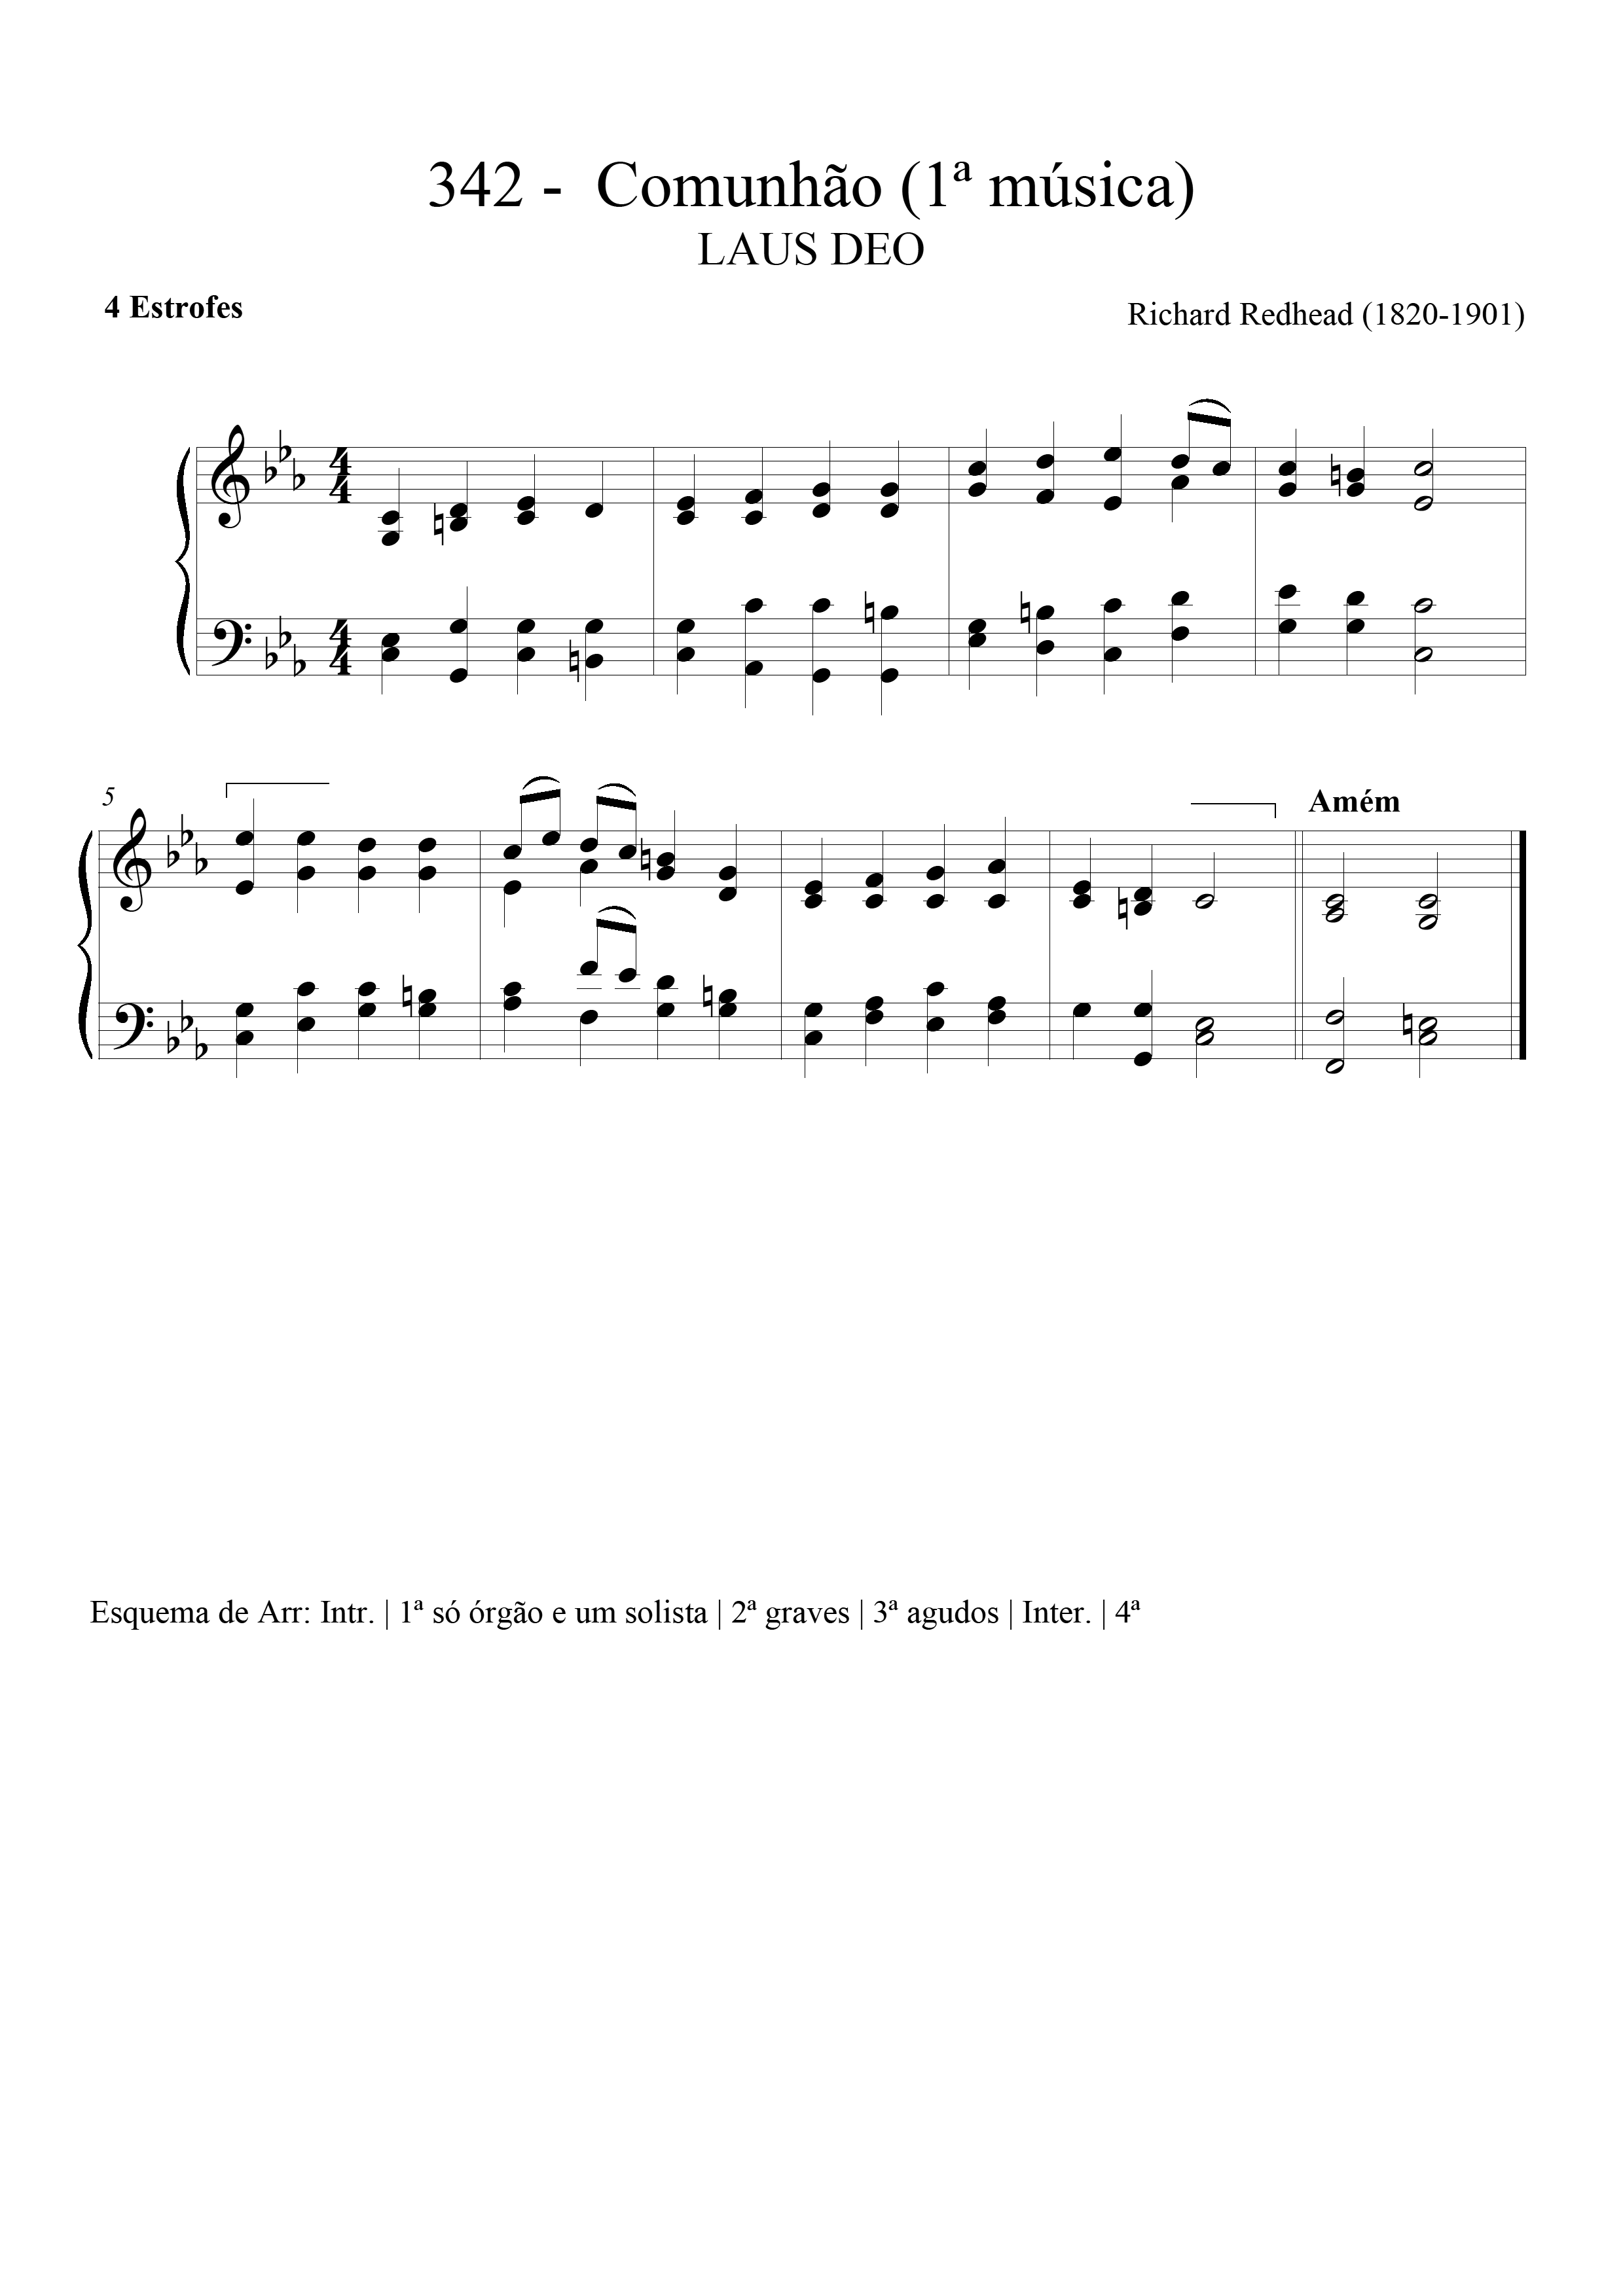 342 - Comunhão (1ª música)
LAUS DEO
4 Estrofes
Richard Redhead (1820-1901)
5
Amém
Esquema de Arr: Intr. | 1ª só órgão e um solista | 2ª graves | 3ª agudos | Inter. | 4ª